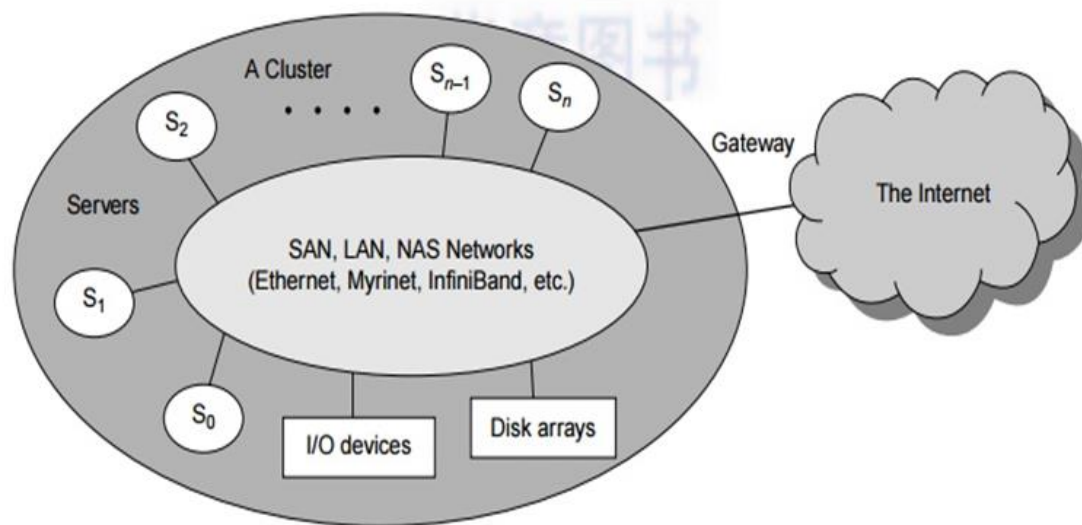 A Cluster
S₂
. . . .
Sₙ₋₁
Sₙ
Gateway
The Internet
Servers
SAN, LAN, NAS Networks
(Ethernet, Myrinet, InfiniBand, etc.)
S₁
S₀
I/O devices
Disk arrays